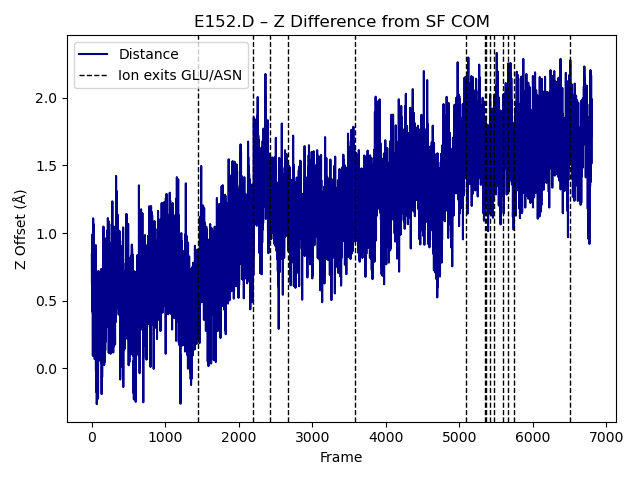 E152.D – Z Difference from SF COM
Distance
Ion exits GLU/ASN
Z Offset (Å)
2.0
1.5
1.0
0.5
0.0
0 1000 2000 3000 4000 5000 6000 7000
Frame